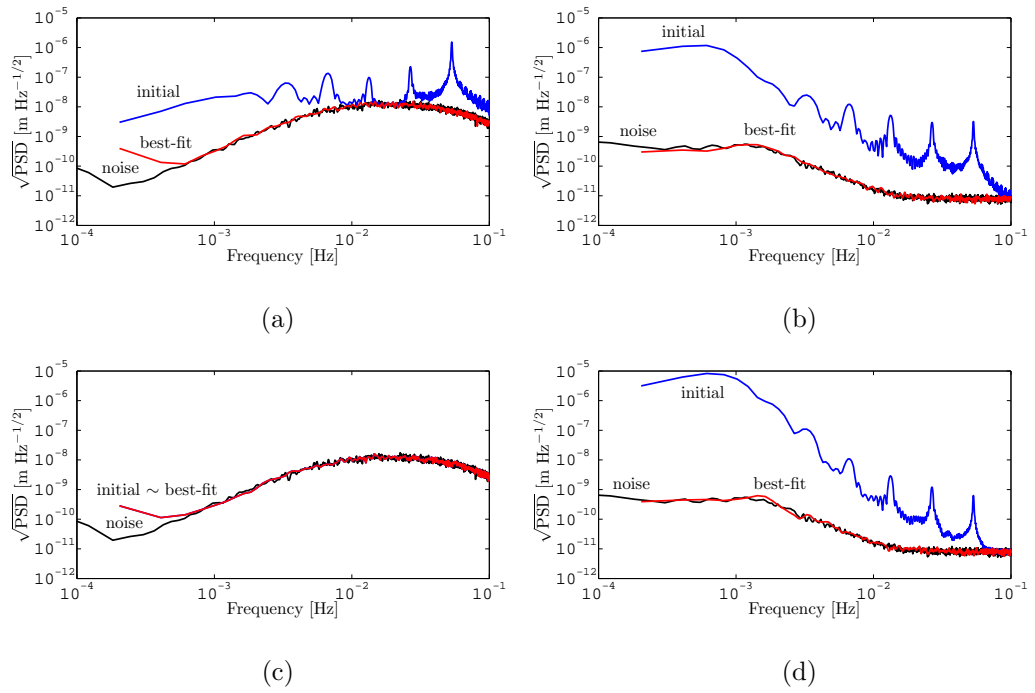 10⁻⁵
10⁻⁶
10⁻⁷
10⁻⁸
10⁻⁹
10⁻¹⁰
10⁻¹¹
10⁻¹²
√PSD [m Hz⁻¹/²]
initial
best-fit
noise
10⁻⁴ 10⁻³ 10⁻² 10⁻¹
Frequency [Hz]
(a)
10⁻⁵
10⁻⁶
10⁻⁷
10⁻⁸
10⁻⁹
10⁻¹⁰
10⁻¹¹
10⁻¹²
√PSD [m Hz⁻¹/²]
initial
noise
best-fit
10⁻⁴ 10⁻³ 10⁻² 10⁻¹
Frequency [Hz]
(b)
10⁻⁵
10⁻⁶
10⁻⁷
10⁻⁸
10⁻⁹
10⁻¹⁰
10⁻¹¹
10⁻¹²
√PSD [m Hz⁻¹/²]
initial ∼ best-fit
noise
10⁻⁴ 10⁻³ 10⁻² 10⁻¹
Frequency [Hz]
(c)
10⁻⁵
10⁻⁶
10⁻⁷
10⁻⁸
10⁻⁹
10⁻¹⁰
10⁻¹¹
10⁻¹²
√PSD [m Hz⁻¹/²]
initial
noise
best-fit
10⁻⁴ 10⁻³ 10⁻² 10⁻¹
Frequency [Hz]
(d)